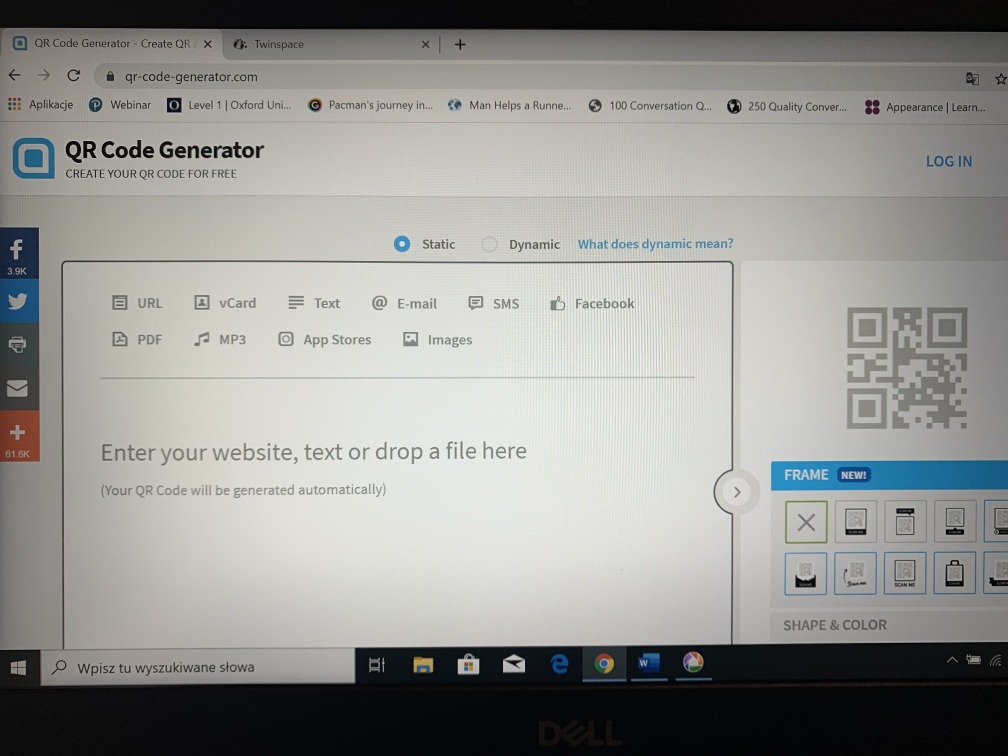 QR Code Generator - Create QR
Twinspace
qr-code-generator.com
Aplikacje Webinar Level 1 | Oxford Uni... Pacman's journey in... Man Helps a Runne... 100 Conversation Q... 250 Quality Conver... Appearance | Learn...
QR Code Generator
CREATE YOUR QR CODE FOR FREE
LOG IN
3.9K
61.6K
Static Dynamic What does dynamic mean?
URL vCard Text E-mail SMS Facebook
PDF MP3 App Stores Images
Enter your website, text or drop a file here
(Your QR Code will be generated automatically)
FRAME NEW!
SCAN ME
SHAPE & COLOR
Wpisz tu wyszukiwane słowa
DELL